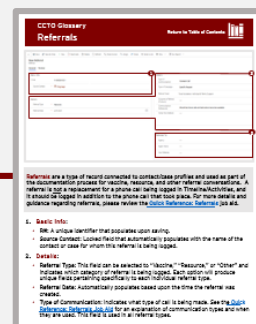 CCTO Glossary
Referrals
Return to Table of Contents
Referrals are a type of record connected to contact/case profiles and used as part of
the documentation process for vaccine, resource, and other referral conversations. A
referral is not a replacement for a phone call being logged in Timeline/Activities, and
it should be logged in addition to the phone call that took place. For more details and
guidance regarding referrals, please review the Quick Reference: Referrals job aid.
1. Basic Info:
• RM: A unique identifier that populates upon saving.
• Source Contact: Locked field that automatically populates with the name of the
contact or case for whom this referral is being logged.
2. Details:
• Referral Type: This field can be selected to "Vaccine," "Resource," or "Other" and
indicates which category of referral is being logged. Each option will produce
unique fields pertaining specifically to each individual referral type.
• Referral Date: Automatically populates based upon the time the referral was
created.
• Type of Communication: Indicates what type of call is being made. See the Quick
Reference: Referrals Job Aid for an explanation of communication types and when
they are used. This field is used in all referral types.